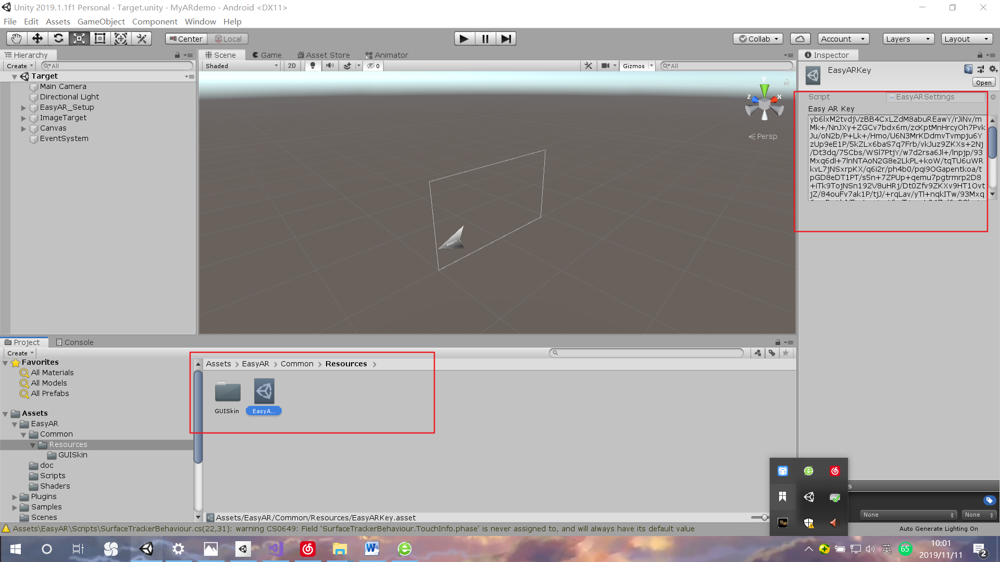 Unity 2019.1.1f1 Personal - Target.unity - MyARdemo - Android <DX11>
File Edit Assets GameObject Component Window Help
Center Local
Collab Account Layers Layout
Hierarchy
Create All
Target
Main Camera
Directional Light
EasyAR_Setup
ImageTarget
Canvas
EventSystem
Scene Game Asset Store Animator
Shaded 2D 0 Gizmos All
y
z x
Persp
Return
Inspector
EasyARKey
Open
Script EasyARSettings
Easy AR Key
yb6lxM2tvdjVzBB4CxLZdM8abuREawY/rJiNv/m
Mk+/NnJXy+ZGCv7bdx6m/zcKptMnHrcyOh7Pvk
Ju/oN2b/P+Lk+/Hmo/U6N3MrKDdmvTvmpju6Y
zUp9eE1P/5kZLx6baS7q7Frb/vkJuz9ZKXs+2Nj
/Dt3dq/75Cbs/WSl7PtjY/w7d2rsa6Jl+/lnpjp/93
Mxq6dl+7lnNTAoN2G8e2LkPL+koW/tqTU6uWR
kvL7jNSxrpKX/q6i2r/ph4b0/pqi9OGapentkoa/t
pGD8eDT1PT/s5n+7ZPUp+qemu7pgtrmrp2D8
+iTk9TojNSn192V8uHRj/Dt0Zfv9ZKXv9HT1Ovt
jZ/84ouFv7ak1P/tjJ/+rqLav/yTl+nqkITw/93Mxq
Project Console
Create
Favorites
All Materials
All Models
All Prefabs
Assets
EasyAR
Common
Resources
GUISkin
doc
Scripts
Shaders
Plugins
Samples
Scenes
Assets EasyAR Common Resources
GUISkin EasyA...
Assets/EasyAR/Common/Resources/EasyARKey.asset
None None
Assets\EasyAR\Scripts\SurfaceTrackerBehaviour.cs(22,31): warning CS0649: Field 'SurfaceTrackerBehaviour.TouchInfo.phase' is never assigned to, and will always have its default value
Auto Generate Lighting On
英 65 10:01
2019/11/11 2